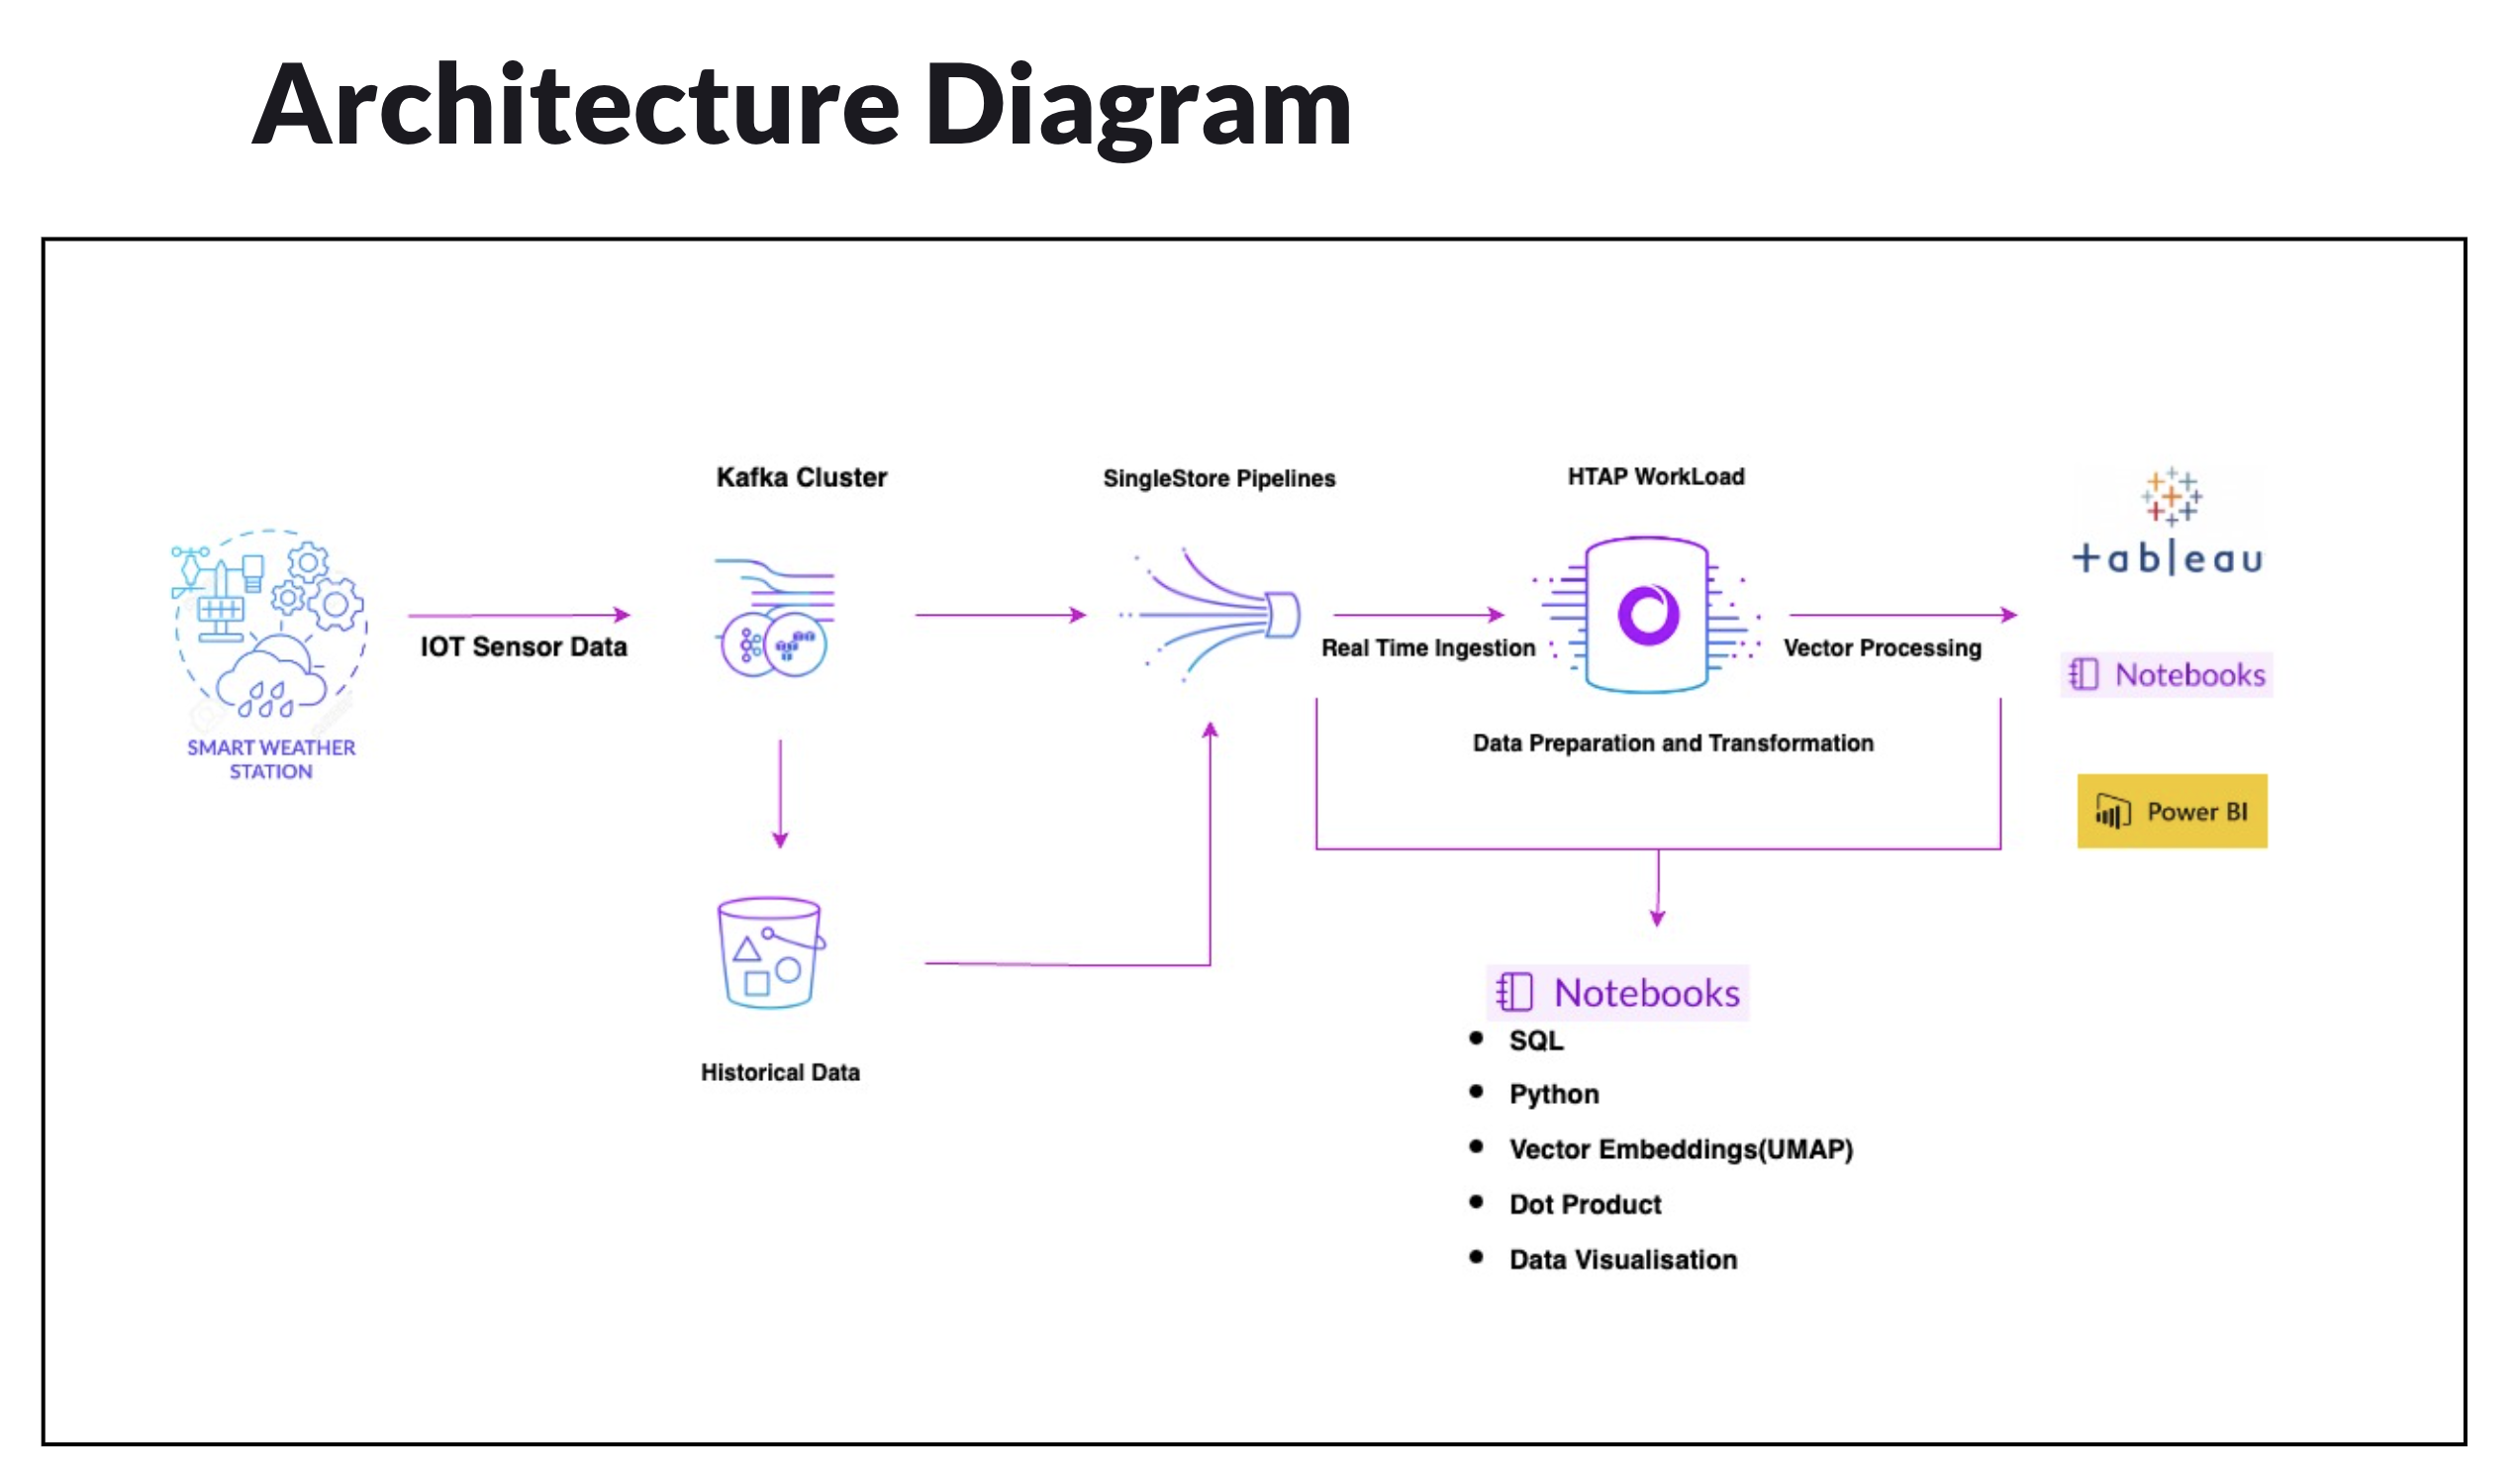 Architecture Diagram
Kafka Cluster
SingleStore Pipelines
HTAP WorkLoad
+ableau
IOT Sensor Data
Real Time Ingestion
Vector Processing
Notebooks
SMART WEATHER
STATION
Data Preparation and Transformation
Power BI
Historical Data
Notebooks
• SQL
• Python
• Vector Embeddings(UMAP)
• Dot Product
• Data Visualisation